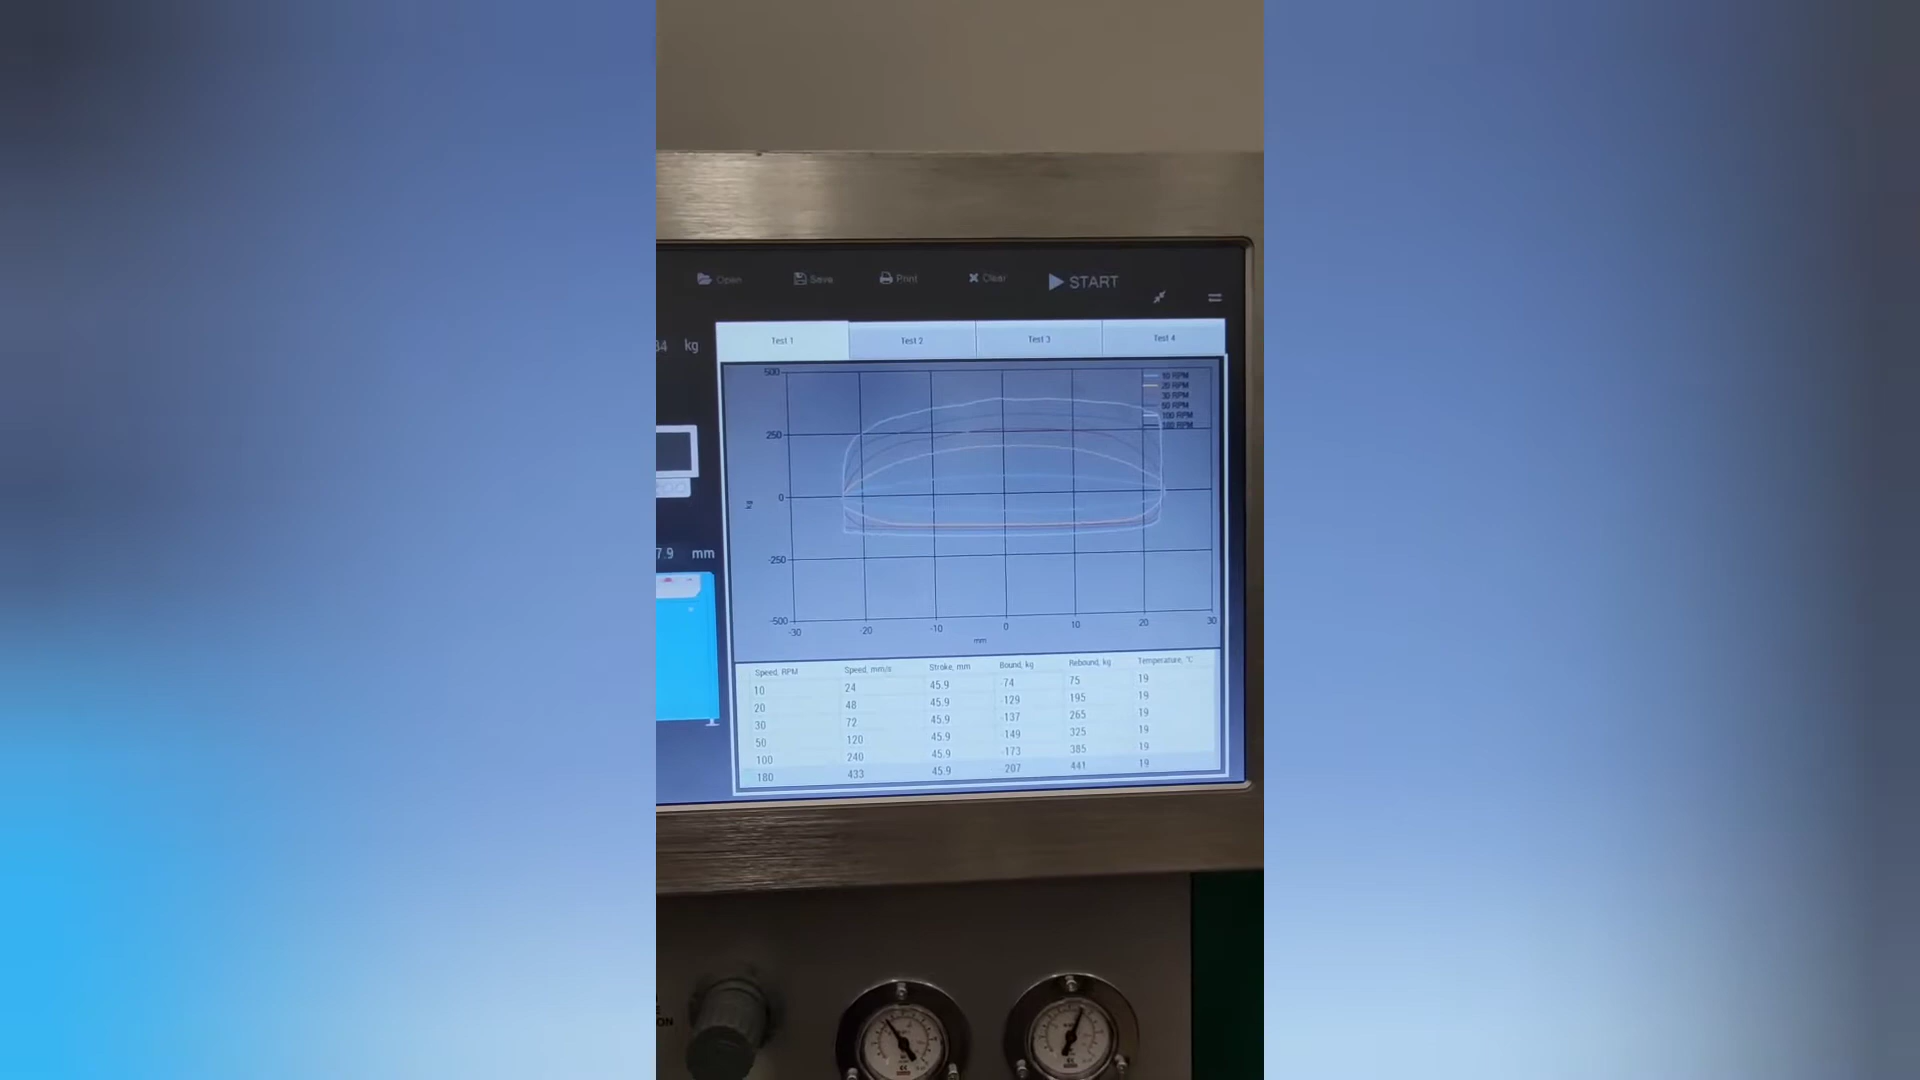 Open Save Print Clear START
34 kg
Test 1 Test 2 Test 3 Test 4
500
250
0
-250
-500
kg
-30 -20 -10 0 10 20 30
mm
10 RPM
20 RPM
30 RPM
50 RPM
100 RPM
180 RPM
7.9 mm
Speed, RPM Speed, mm/s Stroke, mm Bound, kg Rebound, kg Temperature, °C
10 24 45.9 -74 75 19
20 48 45.9 -129 195 19
30 72 45.9 -137 265 19
50 120 45.9 -149 325 19
100 240 45.9 -173 385 19
180 433 45.9 207 441 19
E
ION